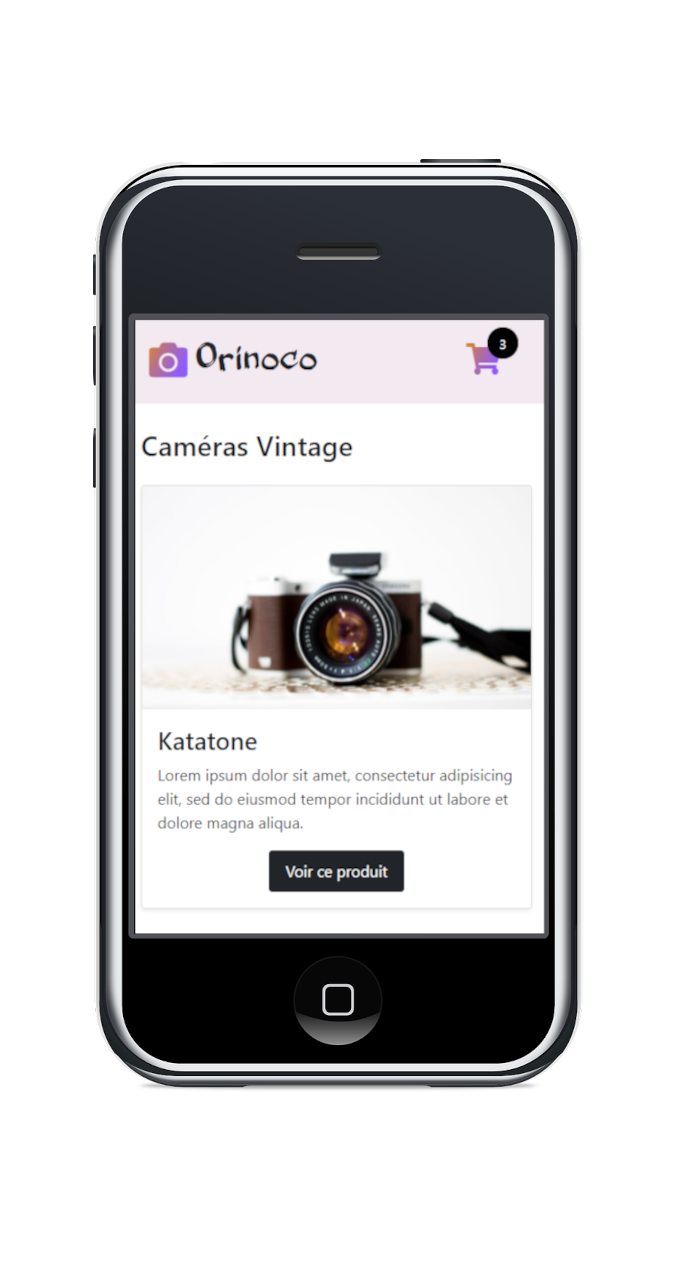 Orinoco
3
Caméras Vintage
Katatone
Lorem ipsum dolor sit amet, consectetur adipisicing
elit, sed do eiusmod tempor incididunt ut labore et
dolore magna aliqua.
Voir ce produit